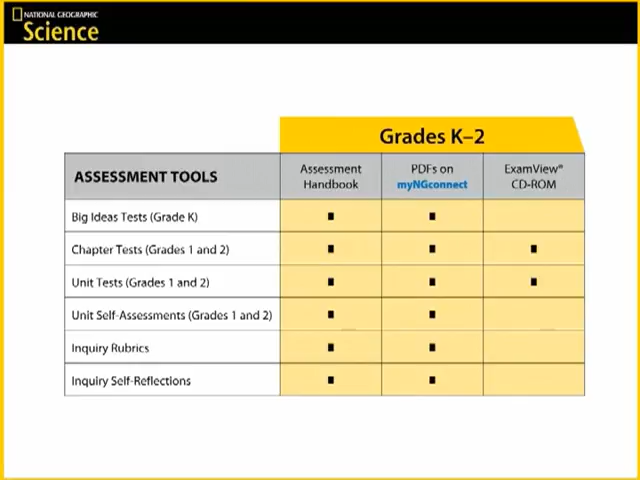 NATIONAL GEOGRAPHIC
Science
Grades K–2
ASSESSMENT TOOLS
Assessment
Handbook
PDFs on
myNGconnect
ExamView®
CD-ROM
Big Ideas Tests (Grade K)
Chapter Tests (Grades 1 and 2)
Unit Tests (Grades 1 and 2)
Unit Self-Assessments (Grades 1 and 2)
Inquiry Rubrics
Inquiry Self-Reflections